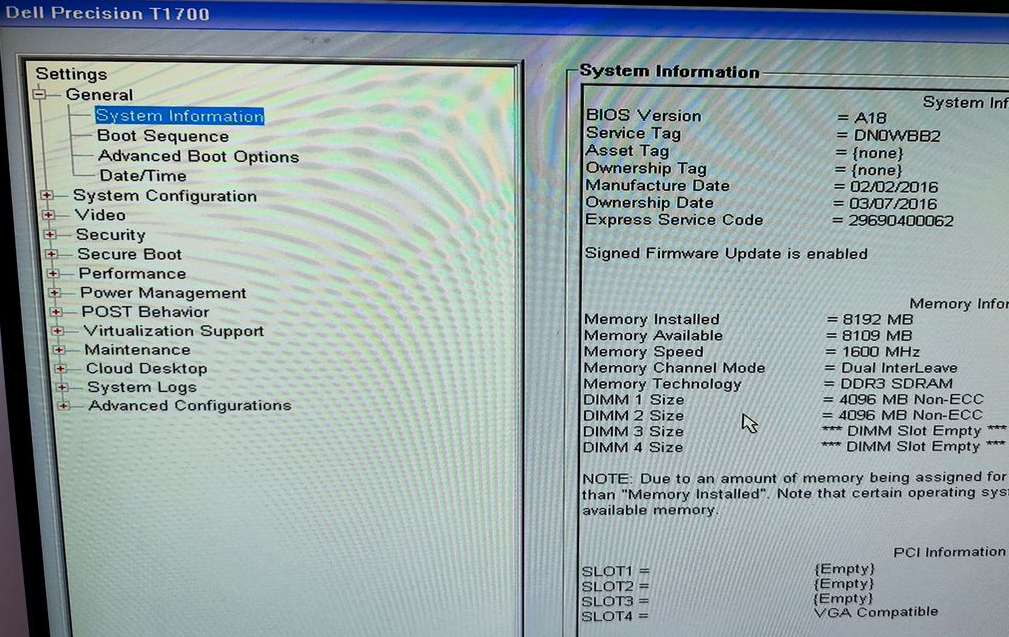 Dell Precision T1700
Settings
General
System Information
Boot Sequence
Advanced Boot Options
Date/Time
System Configuration
Video
Security
Secure Boot
Performance
Power Management
POST Behavior
Virtualization Support
Maintenance
Cloud Desktop
System Logs
Advanced Configurations
System Information
System Inf
BIOS Version = A18
Service Tag = DN0WBB2
Asset Tag = {none}
Ownership Tag = {none}
Manufacture Date = 02/02/2016
Ownership Date = 03/07/2016
Express Service Code = 29690400062
Signed Firmware Update is enabled
Memory Infor
Memory Installed = 8192 MB
Memory Available = 8109 MB
Memory Speed = 1600 MHz
Memory Channel Mode = Dual InterLeave
Memory Technology = DDR3 SDRAM
DIMM 1 Size = 4096 MB Non-ECC
DIMM 2 Size = 4096 MB Non-ECC
DIMM 3 Size *** DIMM Slot Empty ***
DIMM 4 Size *** DIMM Slot Empty ***
NOTE: Due to an amount of memory being assigned for
than "Memory Installed". Note that certain operating sys
available memory.
PCI Information
SLOT1 = {Empty}
SLOT2 = {Empty}
SLOT3 = {Empty}
SLOT4 = VGA Compatible